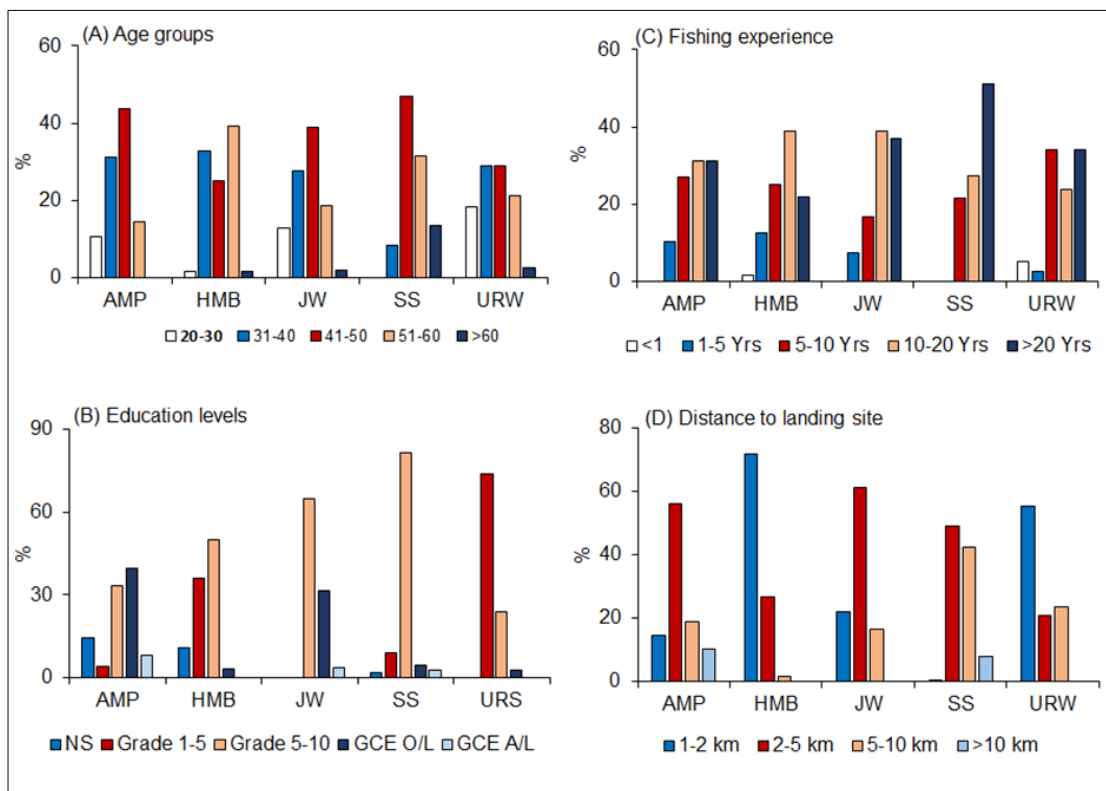 (A) Age groups
60
40
20
0
%
AMP HMB JW SS URW
20-30 31-40 41-50 51-60 >60
(C) Fishing experience
60
40
20
0
%
AMP HMB JW SS URW
<1 1-5 Yrs 5-10 Yrs 10-20 Yrs >20 Yrs
(B) Education levels
90
60
30
0
%
AMP HMB JW SS URS
NS Grade 1-5 Grade 5-10 GCE O/L GCE A/L
(D) Distance to landing site
80
60
40
20
0
%
AMP HMB JW SS URW
1-2 km 2-5 km 5-10 km >10 km